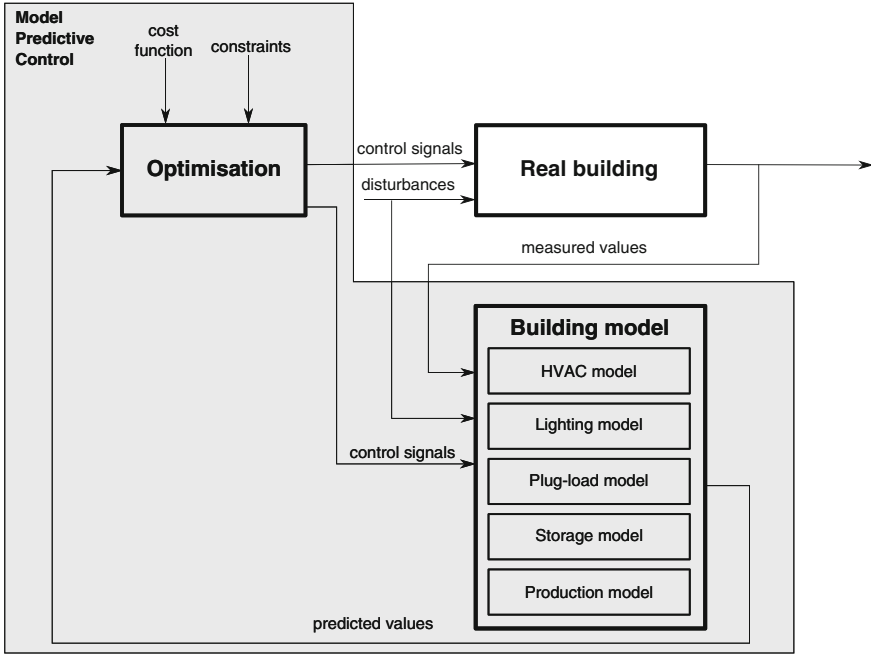 Model
Predictive
Control
cost
function
constraints
Optimisation
control signals
disturbances
Real building
measured values
Building model
HVAC model
Lighting model
control signals
Plug-load model
Storage model
Production model
predicted values